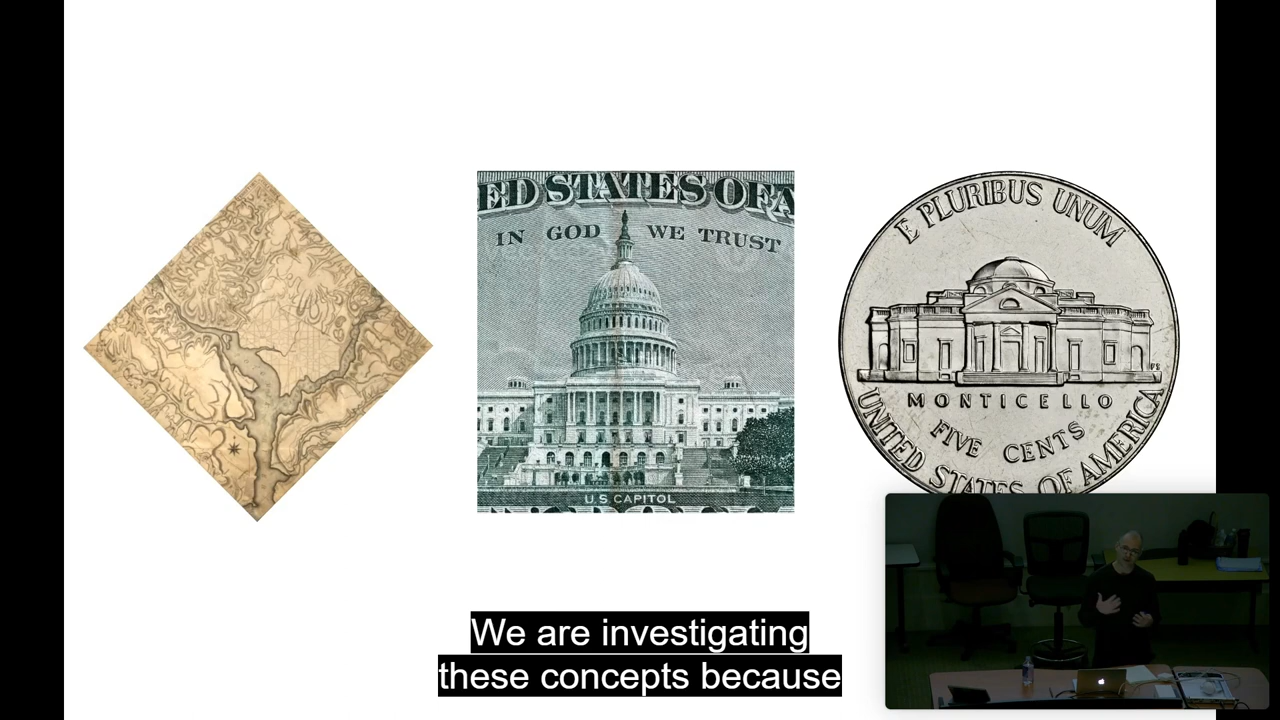 ED STATES OF A
IN GOD WE TRUST
U.S. CAPITOL
E PLURIBUS UNUM
MONTICELLO
FIVE CENTS
UNITED STATES OF AMERICA
FS
We are investigating
these concepts because